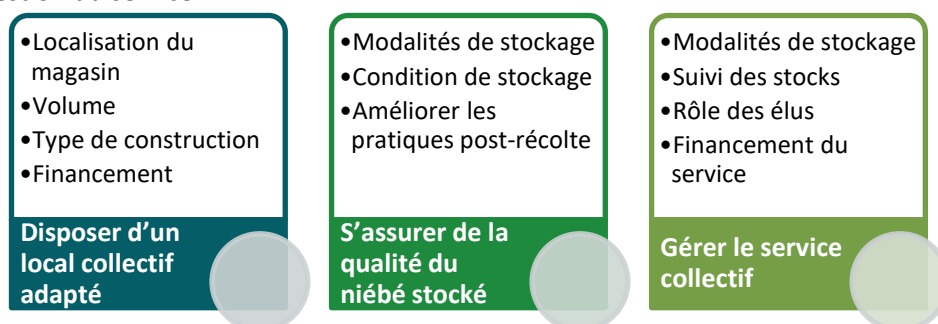 •Localisation du
magasin
•Volume
•Type de construction
•Financement
Disposer d’un
local collectif
adapté
•Modalités de stockage
•Condition de stockage
•Améliorer les
pratiques post-récolte
S’assurer de la
qualité du
niébé stocké
•Modalités de stockage
•Suivi des stocks
•Rôle des élus
•Financement du
service
Gérer le service
collectif